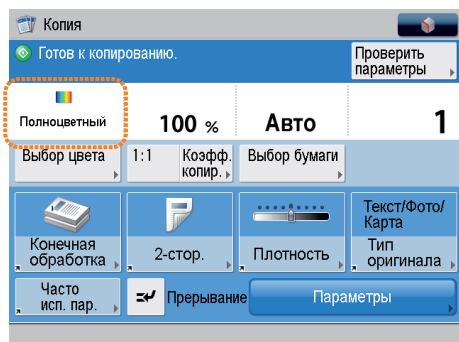 Копия
Готов к копированию.
Проверить
параметры
Полноцветный
100 %
Авто
1
Выбор цвета
1:1
Коэфф.
копир.
Выбор бумаги
Конечная
обработка
2-стор.
Плотность
Текст/Фото/
Карта
Тип
оригинала
Часто
исп. пар.
Прерывание
Параметры